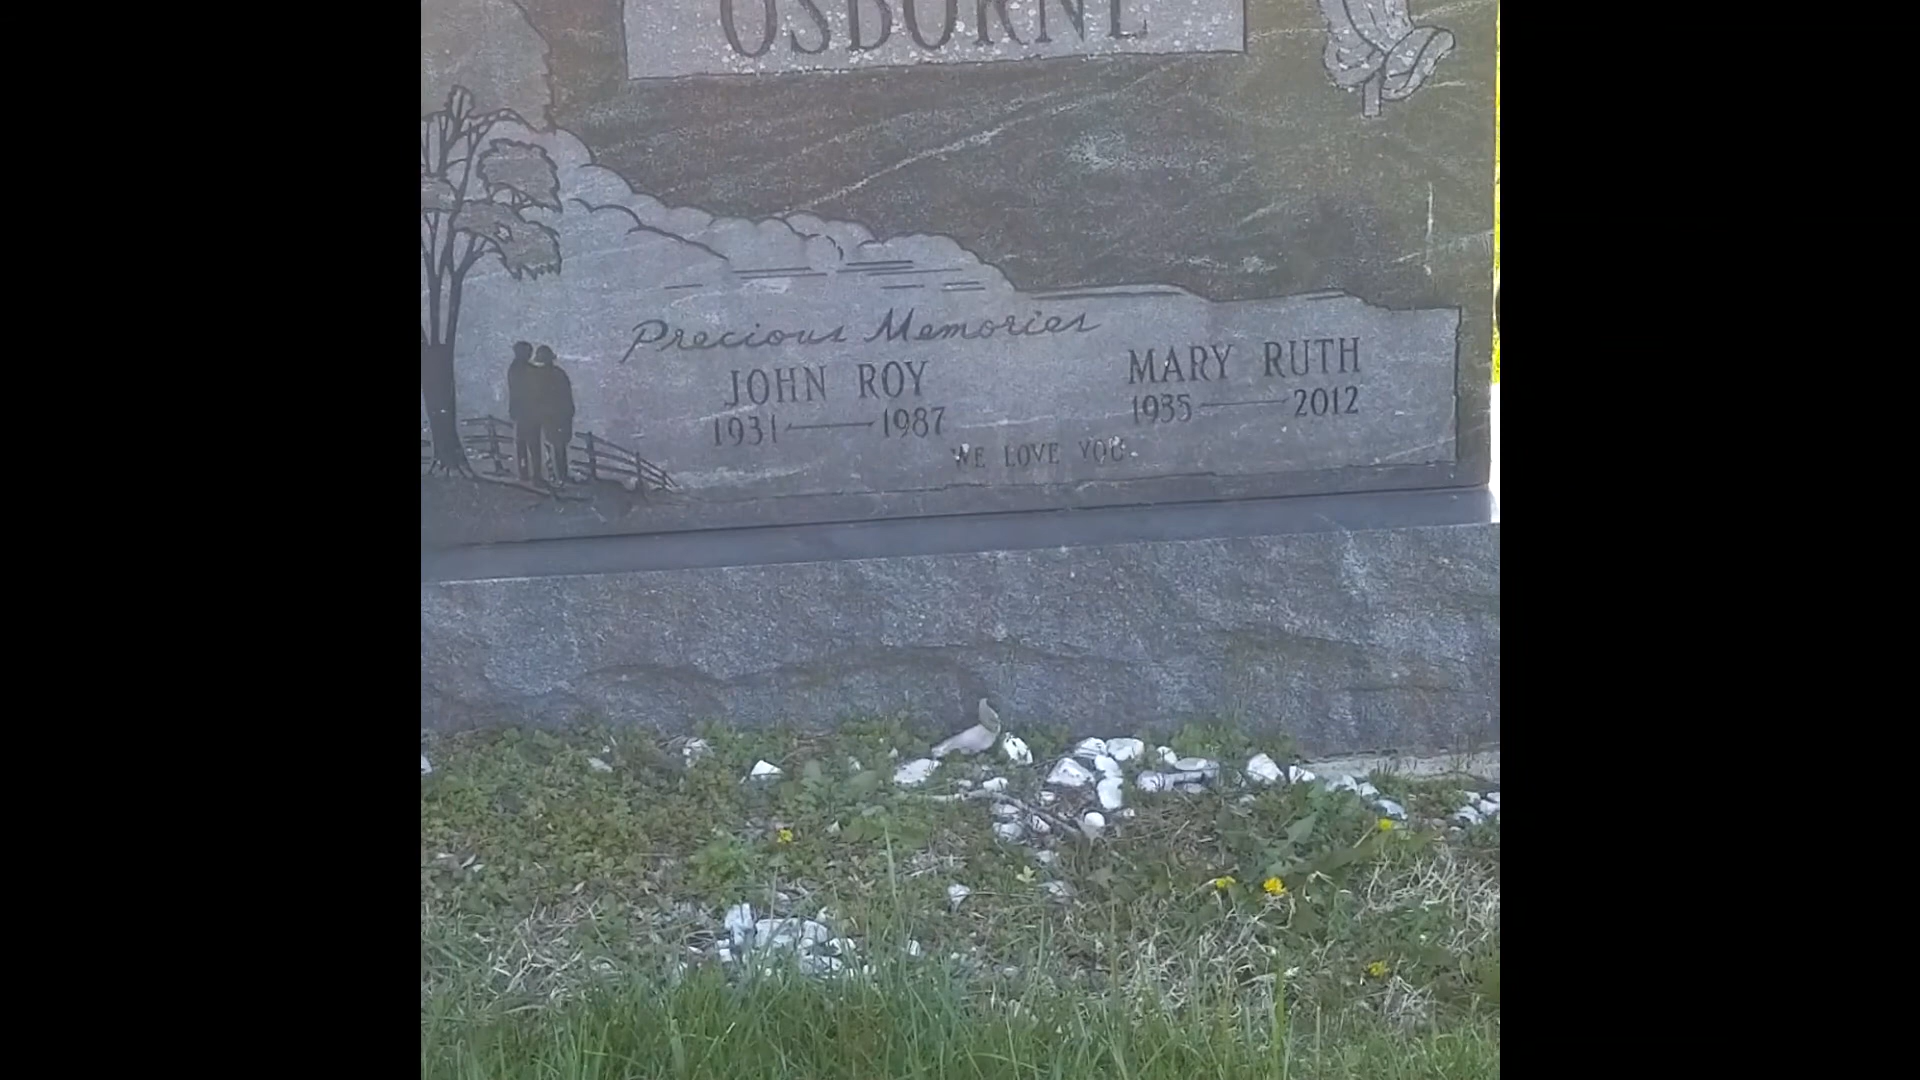 OSBORNE
Precious Memories
JOHN ROY
1931 — 1987
MARY RUTH
1935 — 2012
WE LOVE YOU